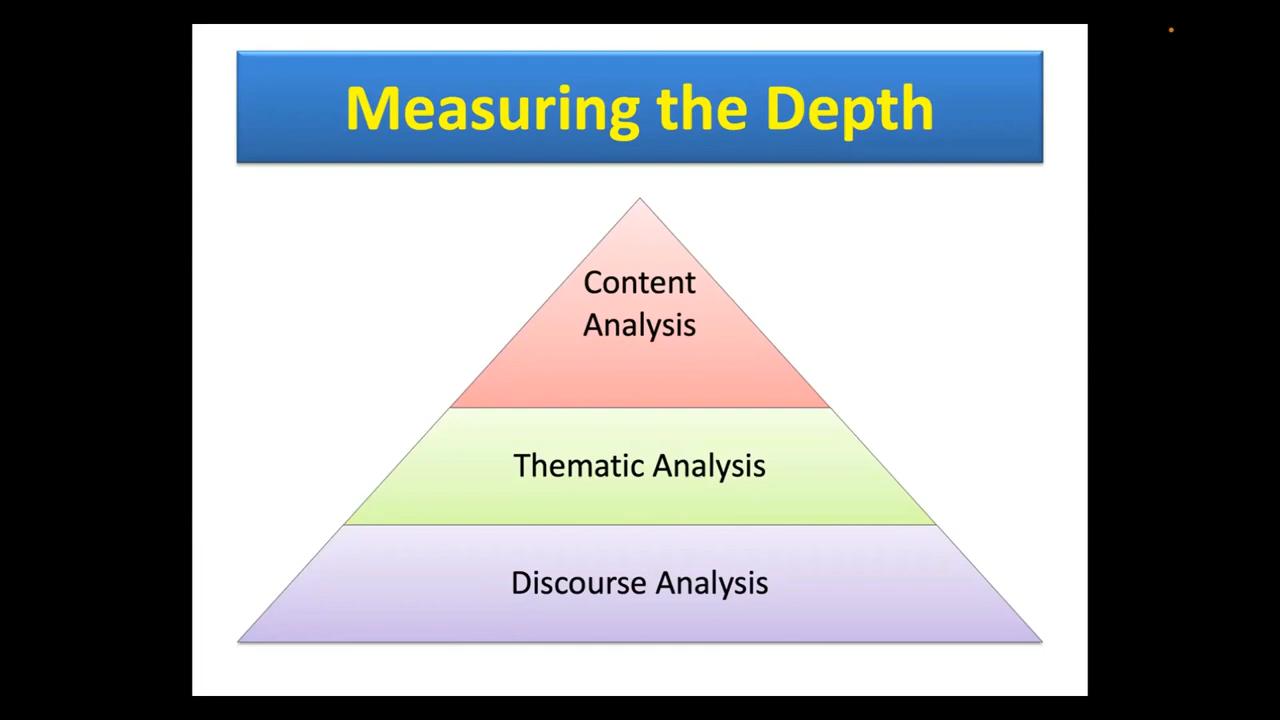 Measuring the Depth
Content
Analysis
Thematic Analysis
Discourse Analysis